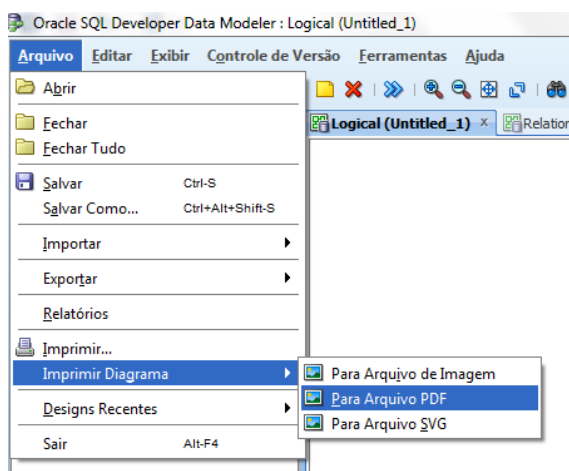 Oracle SQL Developer Data Modeler : Logical (Untitled_1)
Arquivo Editar Exibir Controle de Versão Ferramentas Ajuda
Abrir
Logical (Untitled_1) x Relation
Fechar
Fechar Tudo
Salvar Ctrl-S
Salvar Como... Ctrl+Alt+Shift-S
Importar
Exportar
Relatórios
Imprimir...
Imprimir Diagrama
Para Arquivo de Imagem
Para Arquivo PDF
Para Arquivo SVG
Designs Recentes
Sair Alt-F4